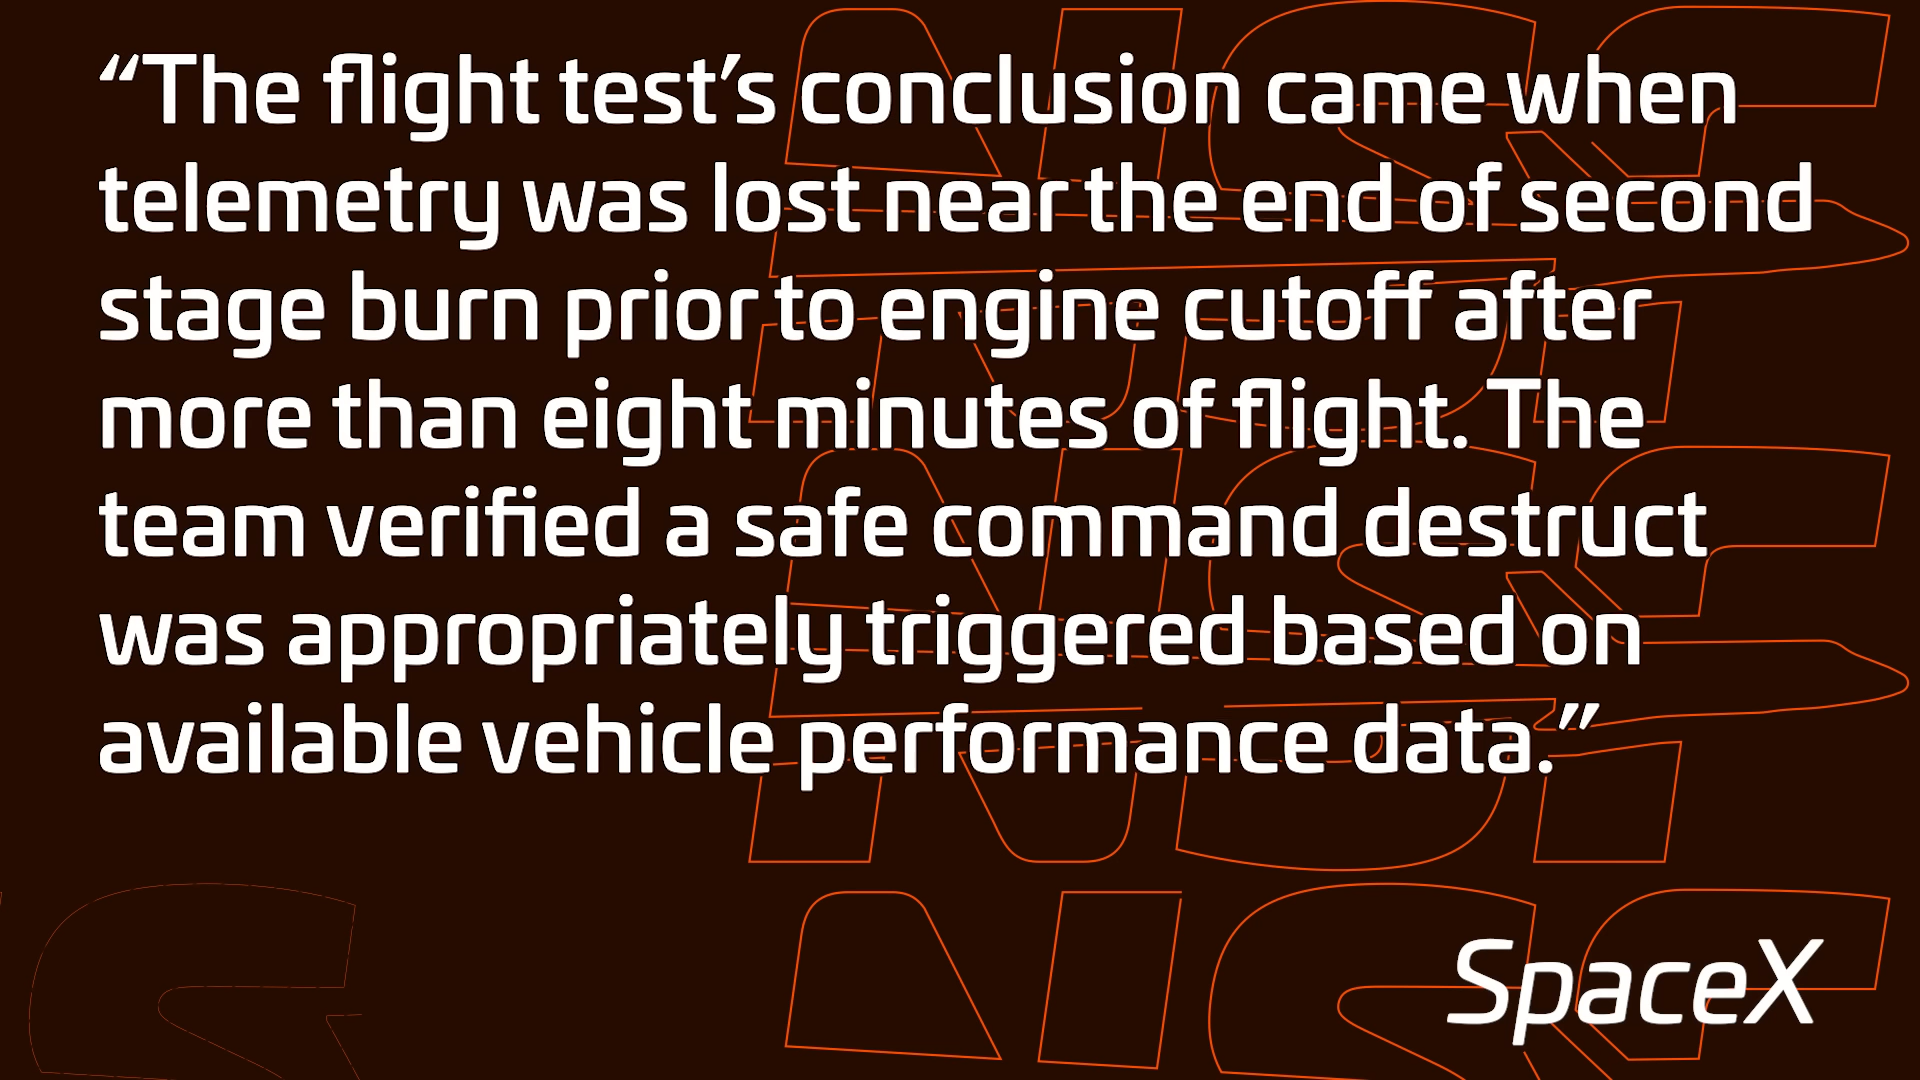 “The flight test’s conclusion came when
telemetry was lost near the end of second
stage burn prior to engine cutoff after
more than eight minutes of flight. The
team verified a safe command destruct
was appropriately triggered based on
available vehicle performance data.”
SpaceX